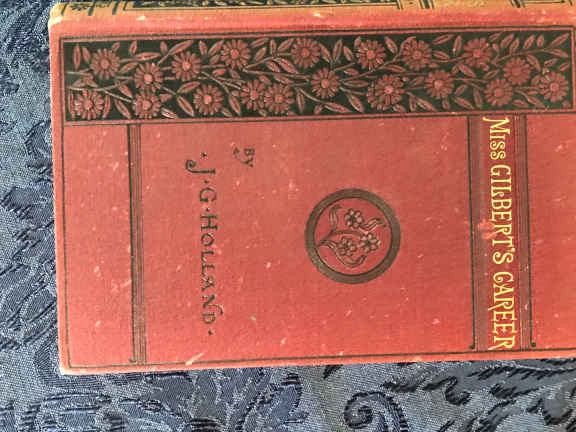 MISS GILBERT'S CAREER
BY
·J·G·HOLLAND·